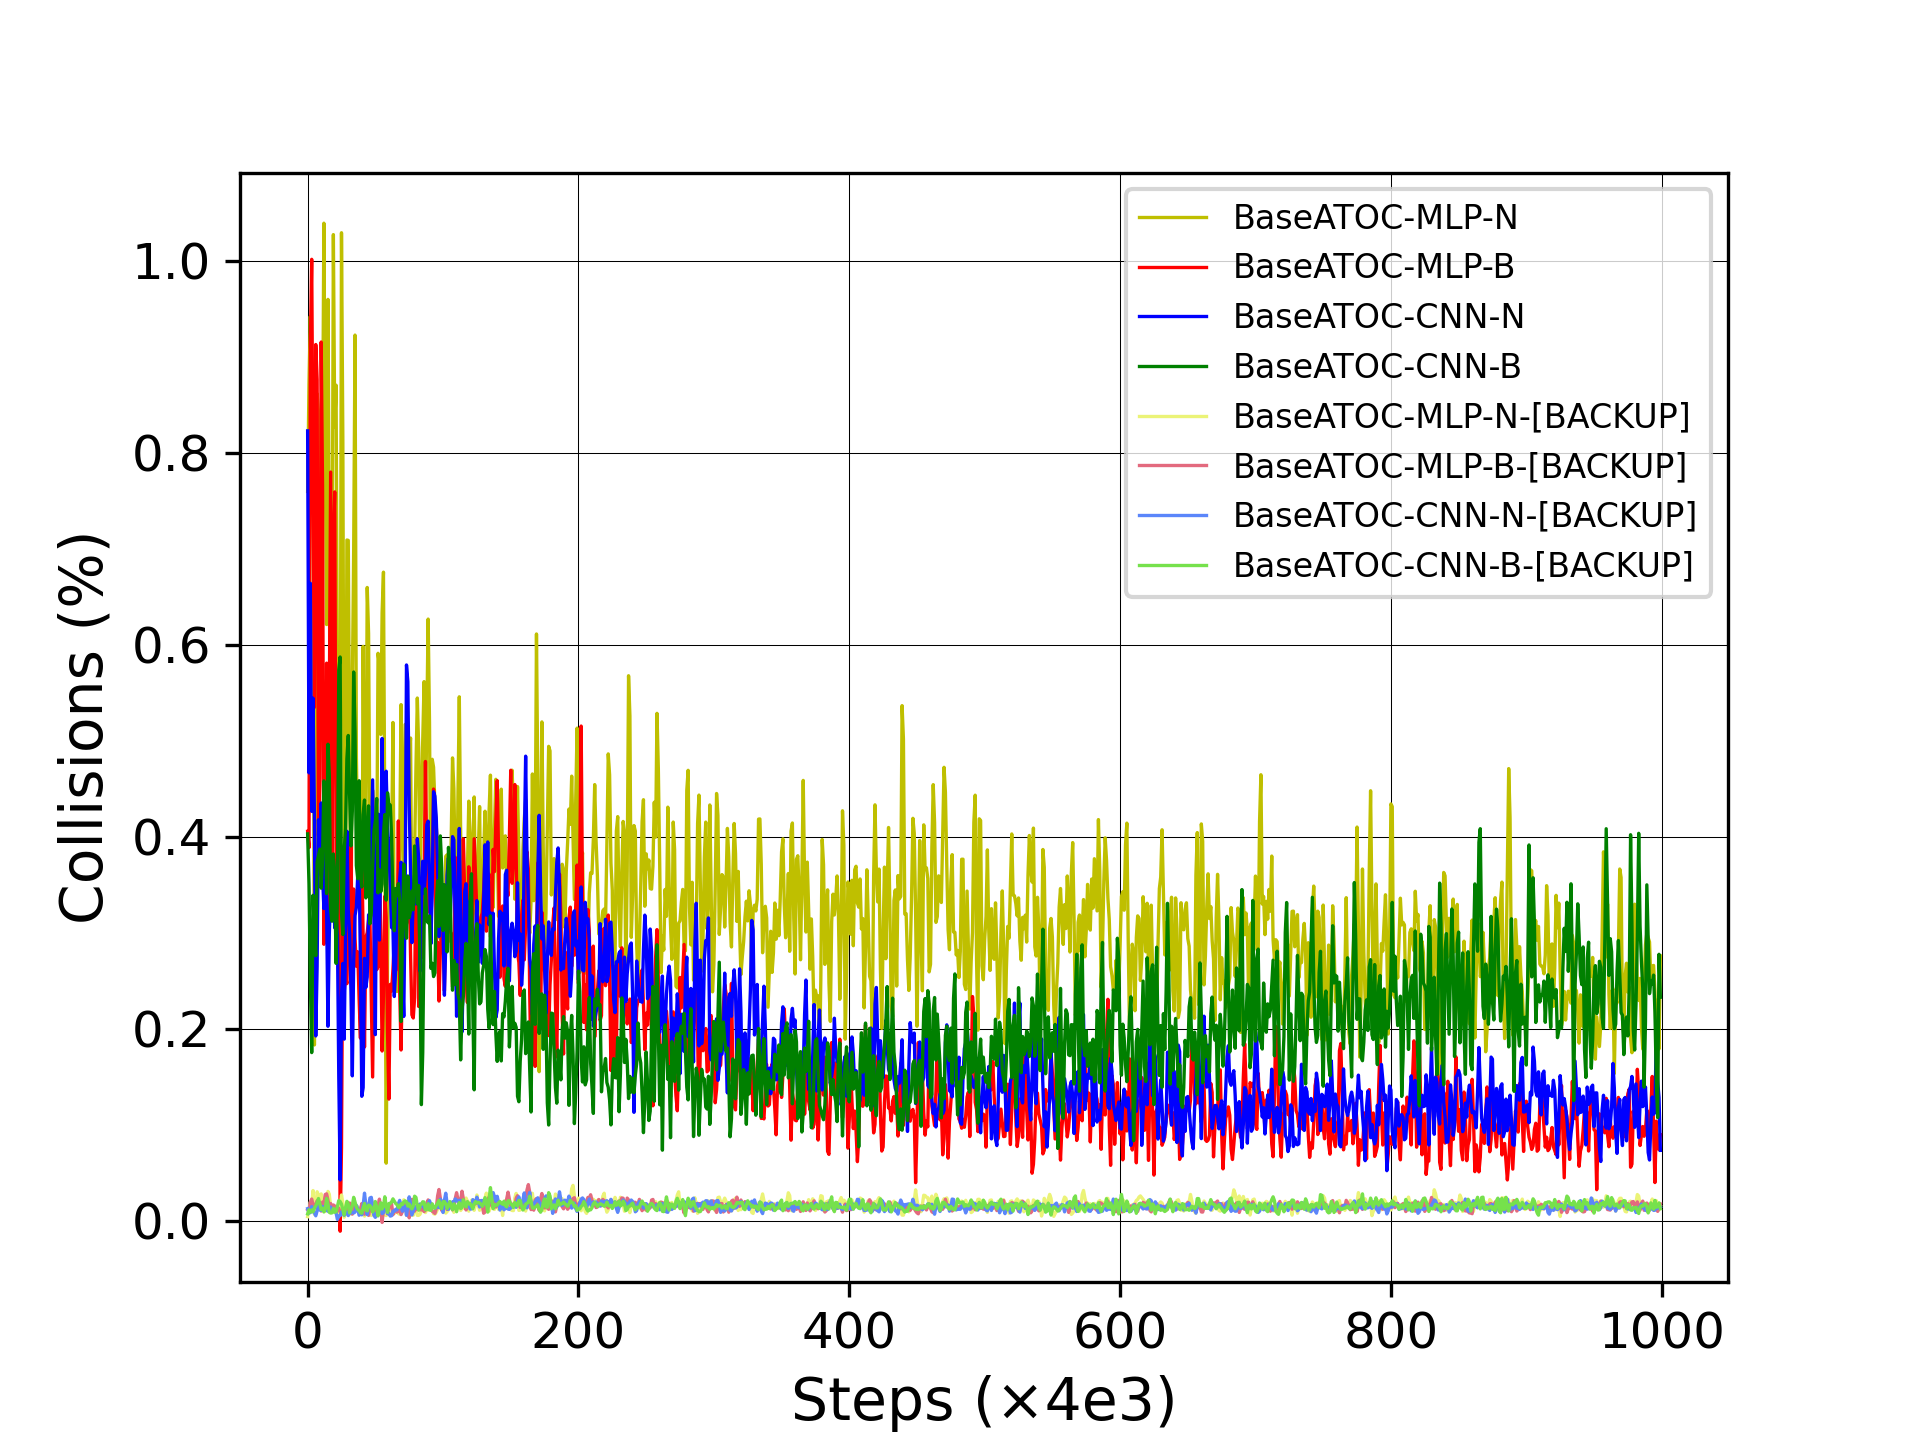 BaseATOC-MLP-N
BaseATOC-MLP-B
BaseATOC-CNN-N
BaseATOC-CNN-B
BaseATOC-MLP-N-[BACKUP]
BaseATOC-MLP-B-[BACKUP]
BaseATOC-CNN-N-[BACKUP]
BaseATOC-CNN-B-[BACKUP]
Collisions (%)
1.0
0.8
0.6
0.4
0.2
0.0
0 200 400 600 800 1000
Steps (×4e3)